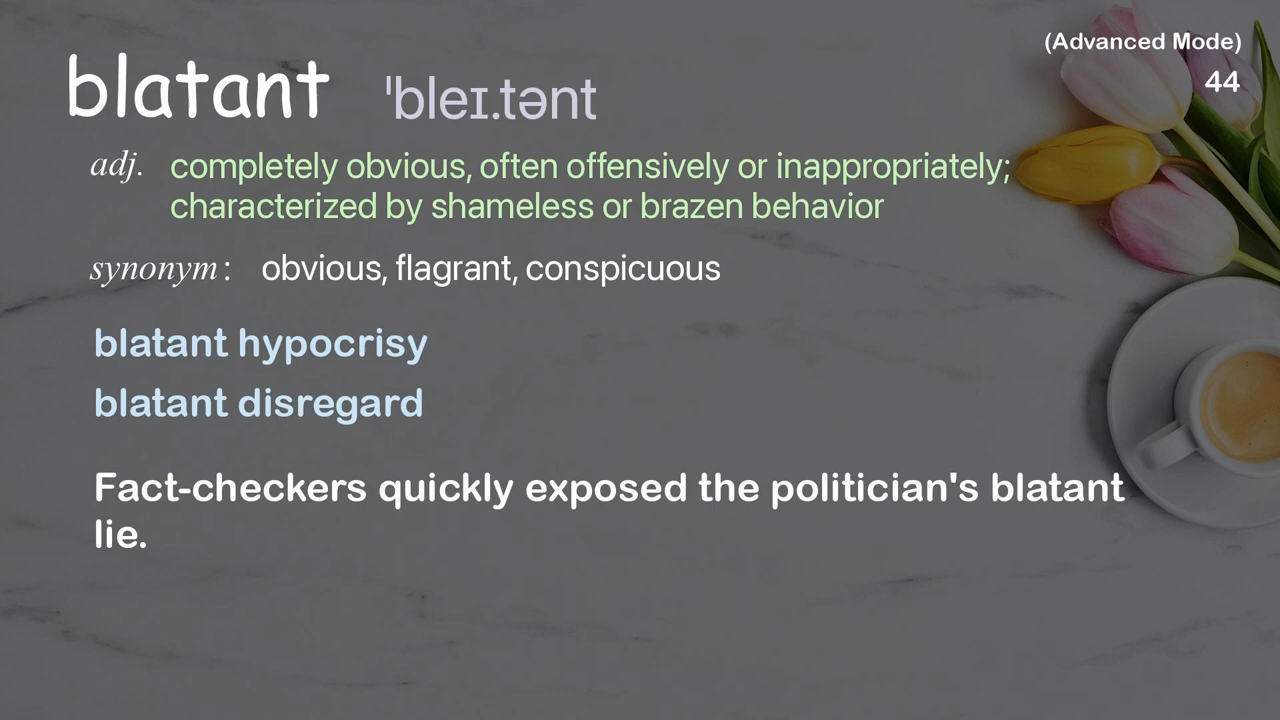 (Advanced Mode)
44
blatant ˈbleɪ.tənt
adj. completely obvious, often offensively or inappropriately;
characterized by shameless or brazen behavior
synonym: obvious, flagrant, conspicuous
blatant hypocrisy
blatant disregard
Fact-checkers quickly exposed the politician's blatant
lie.